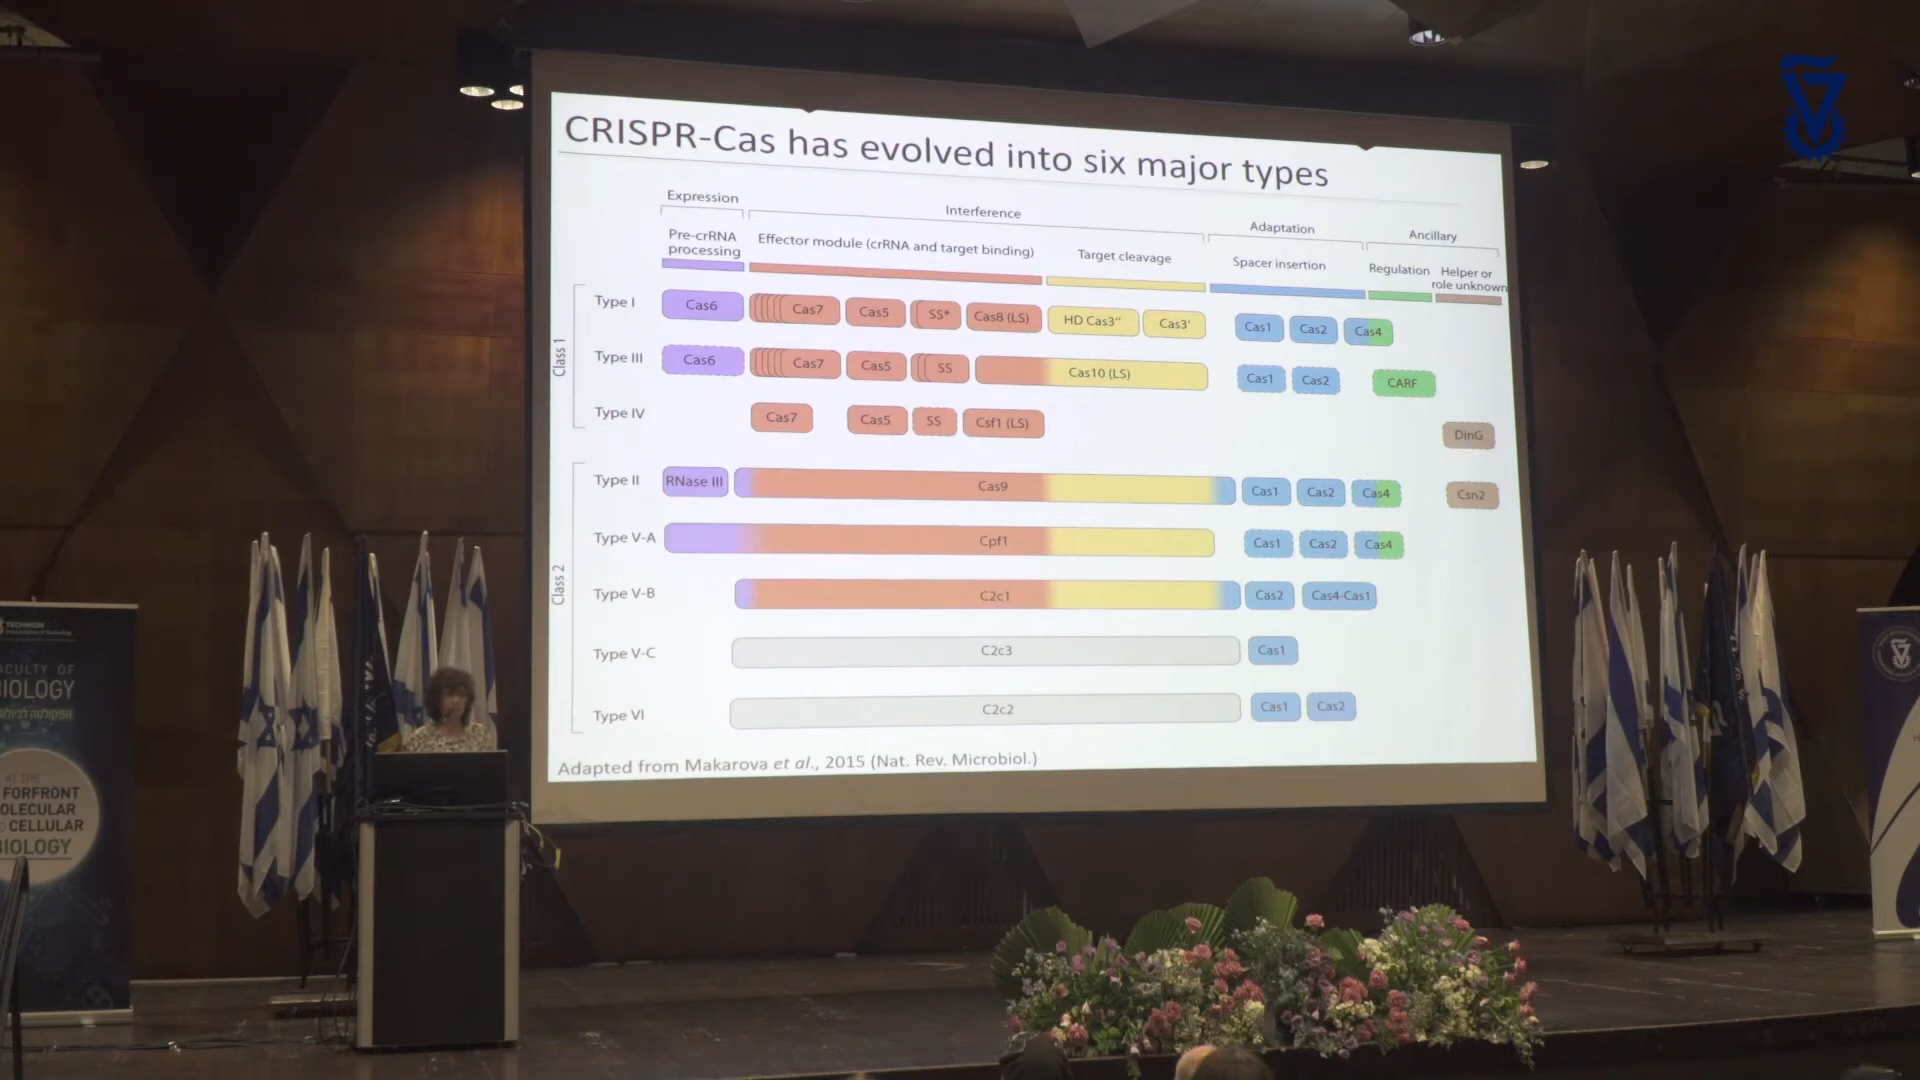 CRISPR-Cas has evolved into six major types
Expression
Interference
Adaptation
Ancillary
Pre-crRNA
processing
Effector module (crRNA and target binding)
Target cleavage
Spacer insertion
Regulation
Helper or
role unknown
Class 1
Type I
Cas6
Cas7
Cas5
SS*
Cas8 (LS)
HD Cas3″
Cas3′
Cas1
Cas2
Cas4
Type III
Cas6
Cas7
Cas5
SS
Cas10 (LS)
Cas1
Cas2
CARF
Type IV
Cas7
Cas5
SS
Csf1 (LS)
DinG
Class 2
Type II
RNase III
Cas9
Cas1
Cas2
Cas4
Csn2
Type V-A
Cpf1
Cas1
Cas2
Cas4
Type V-B
C2c1
Cas2
Cas4-Cas1
Type V-C
C2c3
Cas1
Type VI
C2c2
Cas1
Cas2
Adapted from Makarova et al., 2015 (Nat. Rev. Microbiol.)
TECHNION
ACULTY OF
BIOLOGY
AT THE
FORFRONT
OLECULAR
CELLULAR
BIOLOGY